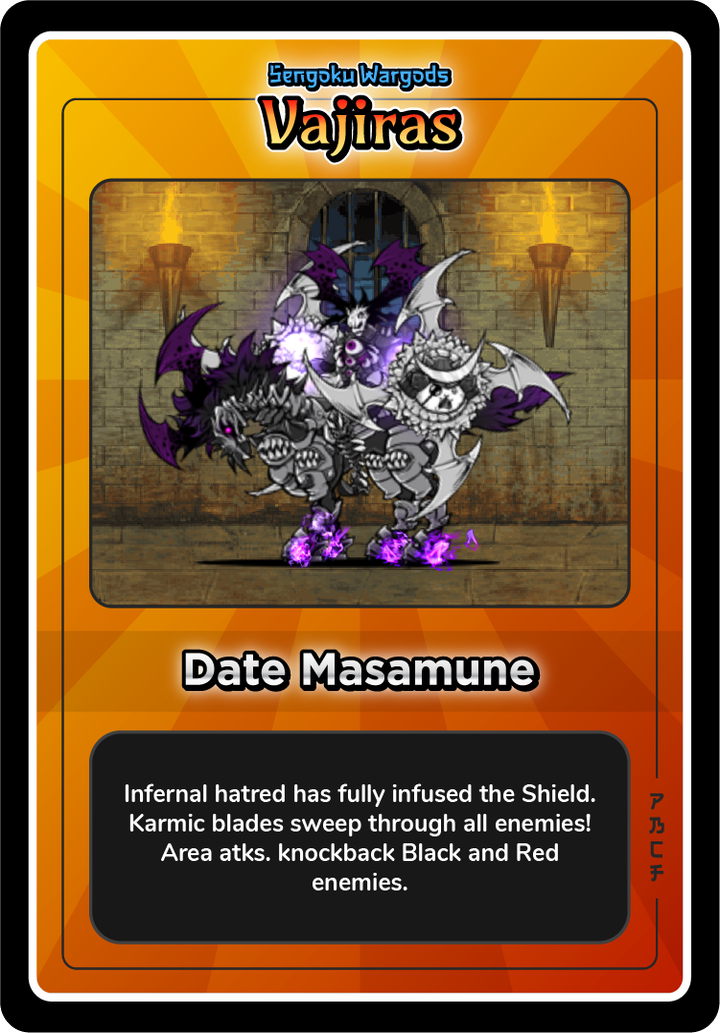 Sengoku Wargods
Vajiras
Date Masamune
Infernal hatred has fully infused the Shield.
Karmic blades sweep through all enemies!
Area atks. knockback Black and Red
enemies.